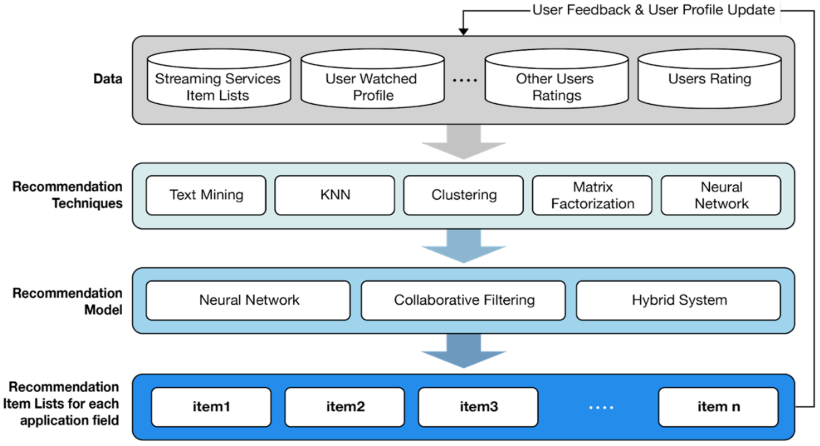 User Feedback & User Profile Update
Data
Streaming Services
Item Lists
User Watched
Profile
....
Other Users
Ratings
Users Rating
Recommendation
Techniques
Text Mining
KNN
Clustering
Matrix
Factorization
Neural
Network
Recommendation
Model
Neural Network
Collaborative Filtering
Hybrid System
Recommendation
Item Lists for each
application field
item1
item2
item3
....
item n